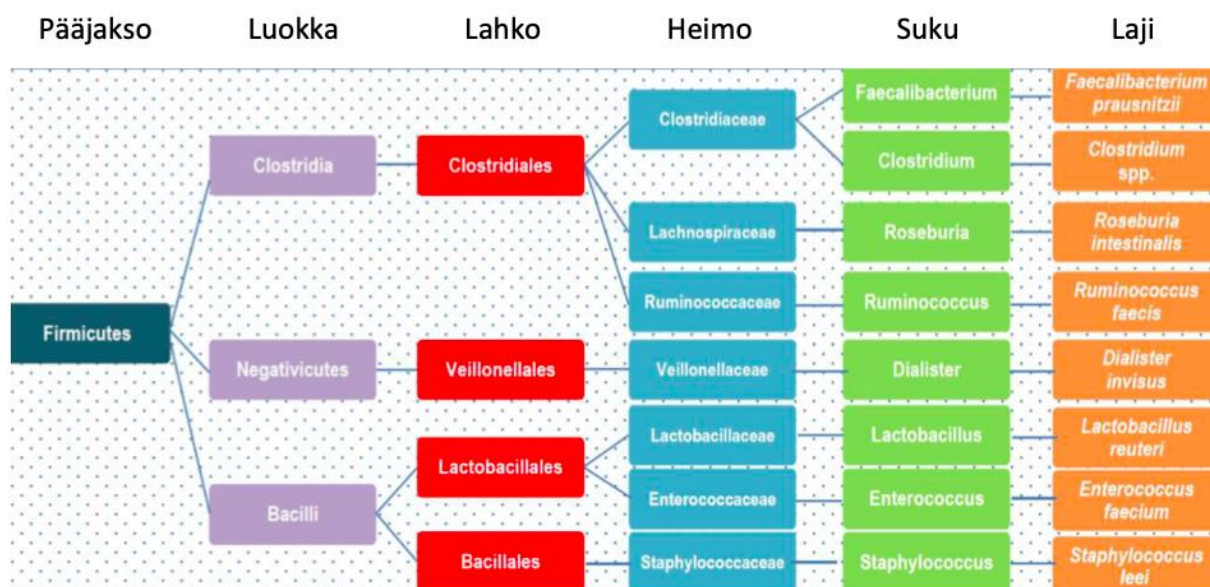 Pääjakso Luokka Lahko Heimo Suku Laji
Faecalibacterium
Faecalibacterium
prausnitzii
Clostridiaceae
Clostridia
Clostridiales
Clostridium
Clostridium
spp.
Lachnospiraceae
Roseburia
Roseburia
intestinalis
Firmicutes
Ruminococcaceae
Ruminococcus
Ruminococcus
faecis
Negativicutes
Veillonellales
Veillonellaceae
Dialister
Dialister
invisus
Lactobacillales
Lactobacillaceae
Lactobacillus
Lactobacillus
reuteri
Bacilli
Enterococcaceae
Enterococcus
Enterococcus
faecium
Bacillales
Staphylococcaceae
Staphylococcus
Staphylococcus
leei